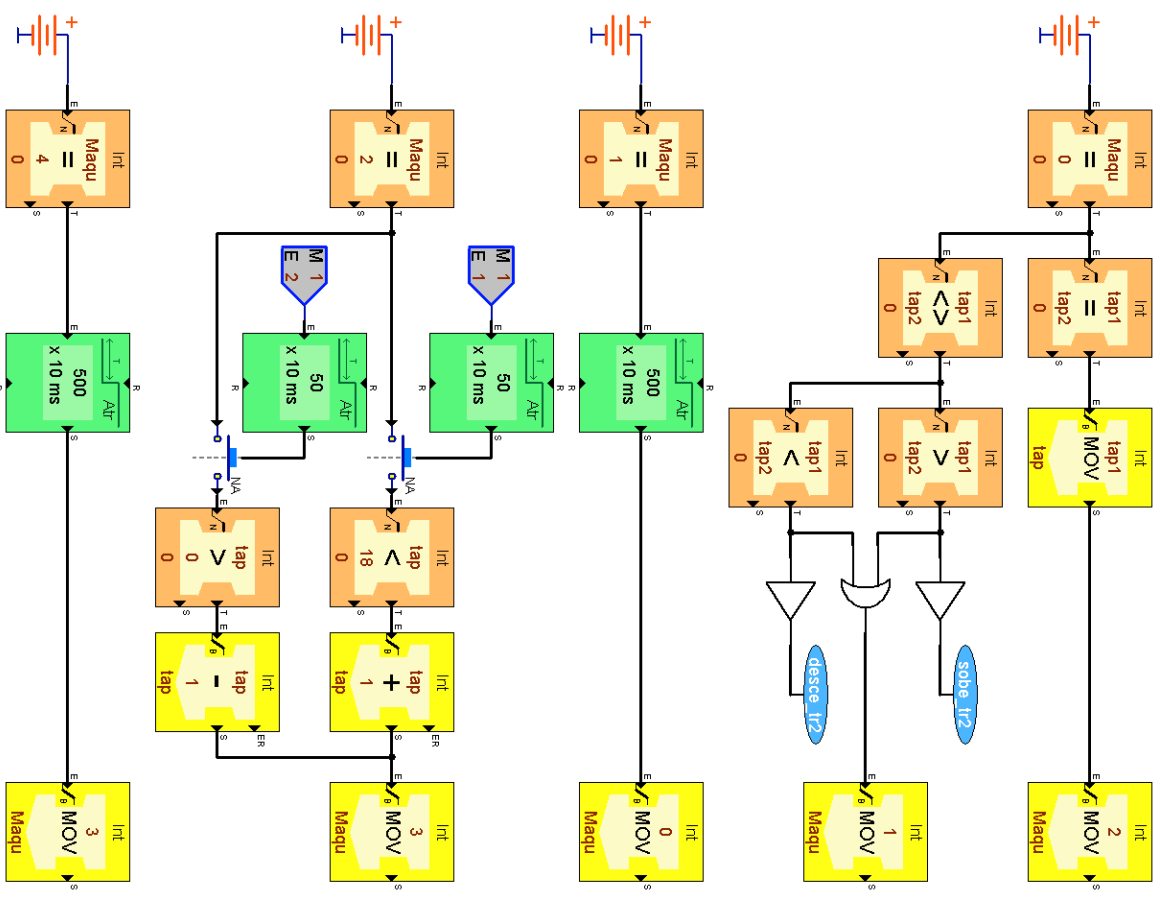 +
E
Int
Maqu
=
0
0
N
T
S
E
Int
tap1
=
tap2
0
N
T
S
E
Int
tap1
MOV
tap
B
S
E
Int
2
MOV
Maqu
B
S
E
Int
tap1
<>
tap2
0
N
T
S
E
Int
tap1
>
tap2
0
N
T
S
sobe tr2
E
Int
tap1
<
tap2
0
N
T
S
desce tr2
E
Int
1
MOV
Maqu
B
S
+
E
Int
Maqu
=
1
0
N
T
S
E
R
500
x 10 ms
T
Atr
R
S
E
Int
0
MOV
Maqu
B
S
+
E
Int
Maqu
=
2
0
N
T
S
M 1
E 1
E
R
50
x 10 ms
T
Atr
R
S
NA
E
Int
tap
<
18
0
N
T
S
E
Int
tap
+
1
tap
B
ER
S
E
Int
3
MOV
Maqu
B
S
M 1
E 2
E
R
50
x 10 ms
T
Atr
R
S
NA
E
Int
tap
>
0
0
N
T
S
E
Int
tap
-
1
tap
B
ER
S
+
E
Int
Maqu
=
4
0
N
T
S
E
R
500
x 10 ms
T
Atr
S
E
Int
3
MOV
Maqu
B
S